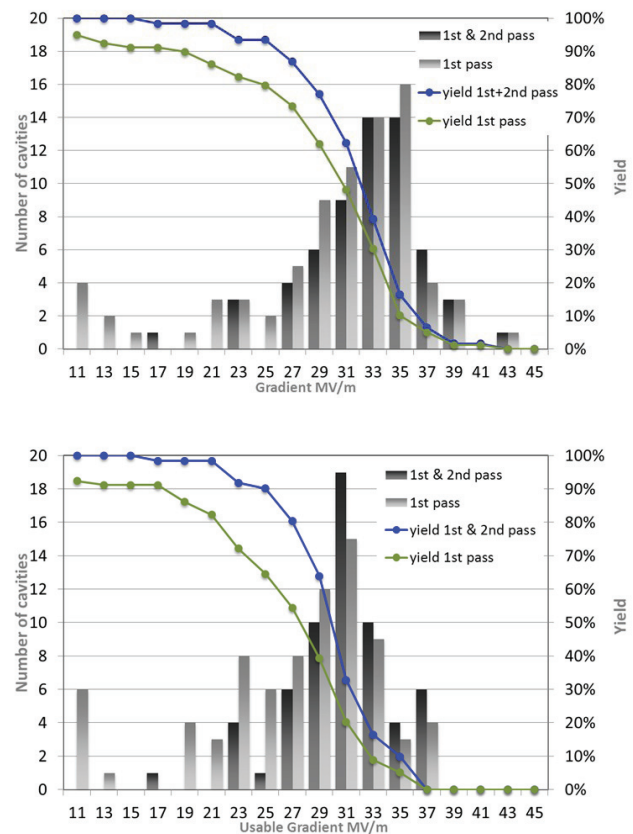 20 100%
18 90%
16 80%
14 70%
12 60%
10 50%
8 40%
6 30%
4 20%
2 10%
0 0%
Number of cavities
Yield
1st & 2nd pass
1st pass
yield 1st+2nd pass
yield 1st pass
11 13 15 17 19 21 23 25 27 29 31 33 35 37 39 41 43 45
Gradient MV/m
20 100%
18 90%
16 80%
14 70%
12 60%
10 50%
8 40%
6 30%
4 20%
2 10%
0 0%
Number of cavities
Yield
1st & 2nd pass
1st pass
yield 1st & 2nd pass
yield 1st pass
11 13 15 17 19 21 23 25 27 29 31 33 35 37 39 41 43 45
Usable Gradient MV/m